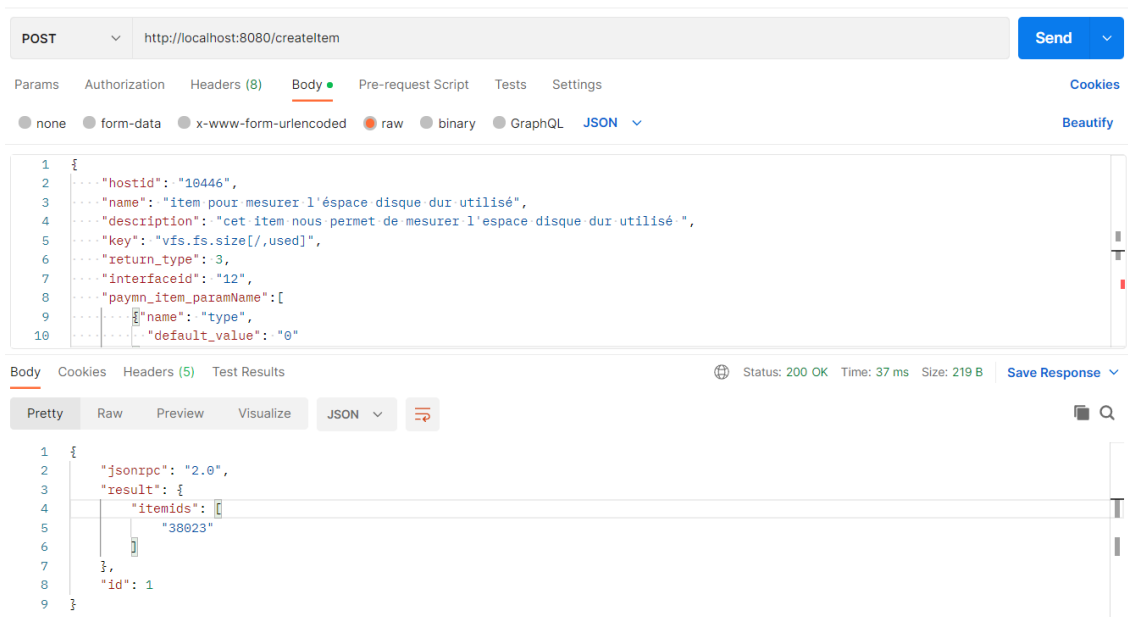 POST http://localhost:8080/createItem Send
Params Authorization Headers (8) Body Pre-request Script Tests Settings Cookies
none form-data x-www-form-urlencoded raw binary GraphQL JSON Beautify
1 {
2 "hostid": "10446",
3 "name": "item pour mesurer l'éspace disque dur utilisé",
4 "description": "cet item nous permet de mesurer l'espace disque dur utilisé ",
5 "key": "vfs.fs.size[/,used]",
6 "return_type": 3,
7 "interfaceid": "12",
8 "paymn_item_paramName":[
9 {"name": "type",
10 "default_value": "0"
Body Cookies Headers (5) Test Results Status: 200 OK Time: 37 ms Size: 219 B Save Response
Pretty Raw Preview Visualize JSON
1 {
2 "jsonrpc": "2.0",
3 "result": {
4 "itemids": [
5 "38023"
6 ]
7 },
8 "id": 1
9 }